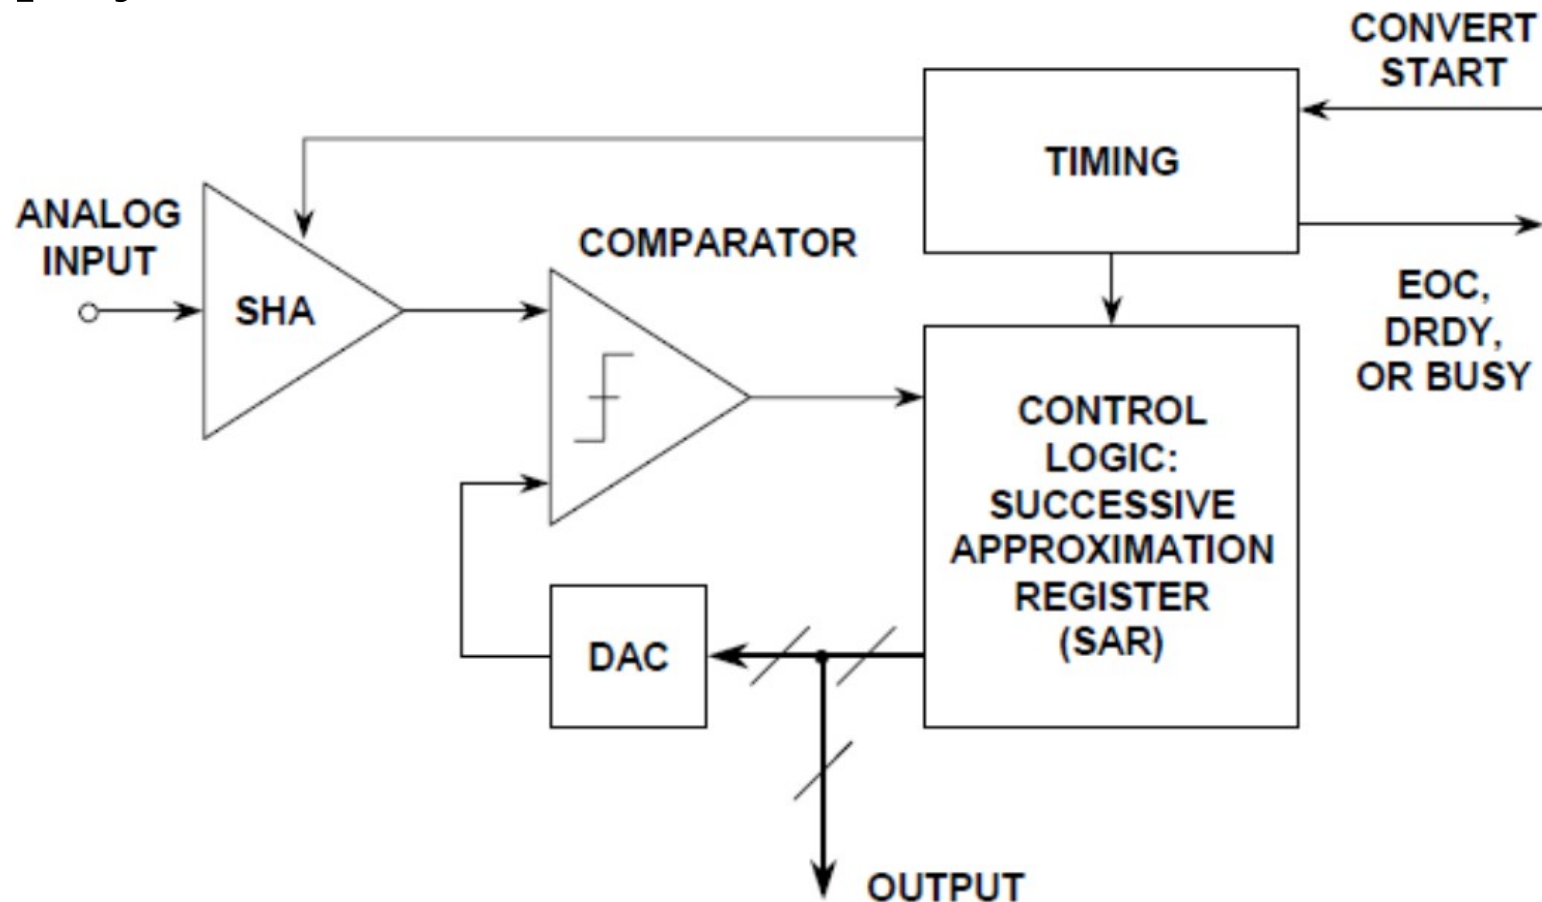 CONVERT
START
TIMING
ANALOG
INPUT
SHA
COMPARATOR
EOC,
DRDY,
OR BUSY
CONTROL
LOGIC:
SUCCESSIVE
APPROXIMATION
REGISTER
(SAR)
DAC
OUTPUT